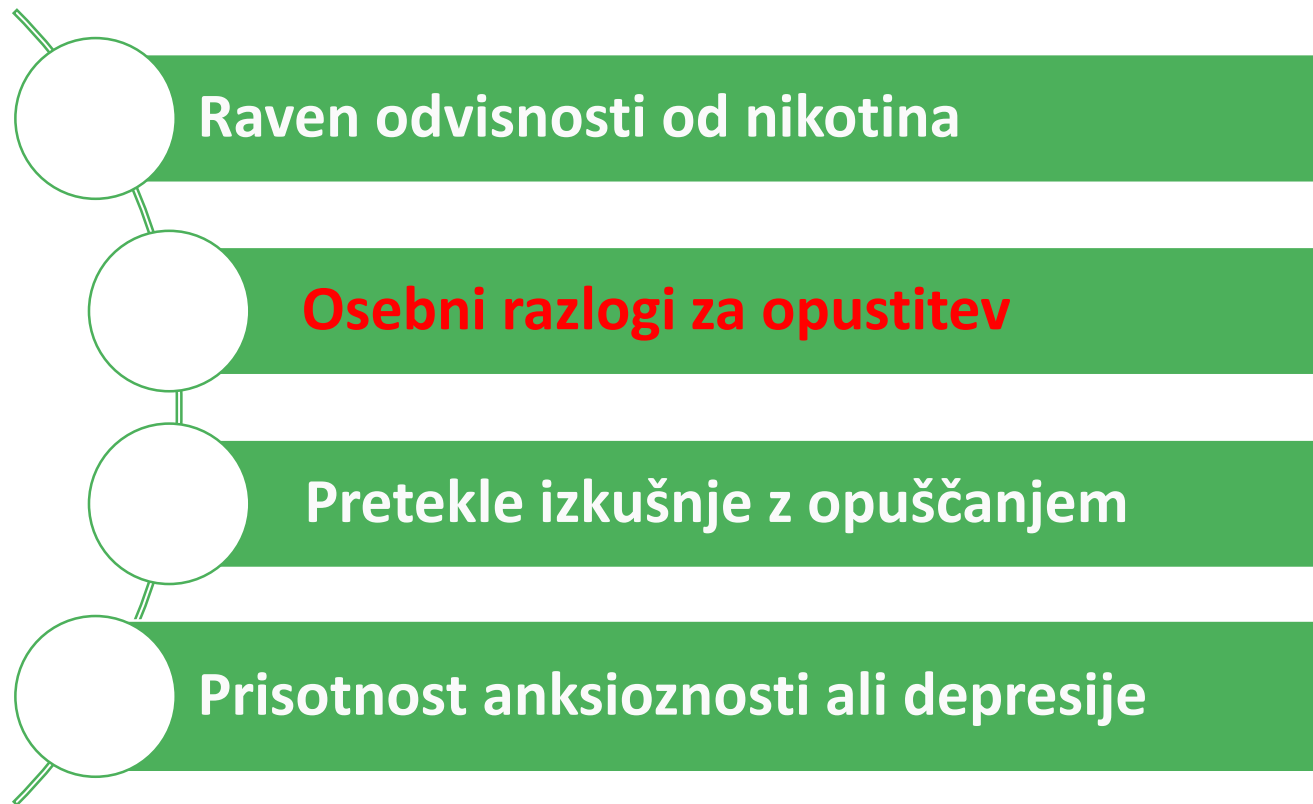 Raven odvisnosti od nikotina
Osebni razlogi za opustitev
Pretekle izkušnje z opuščanjem
Prisotnost anksioznosti ali depresije